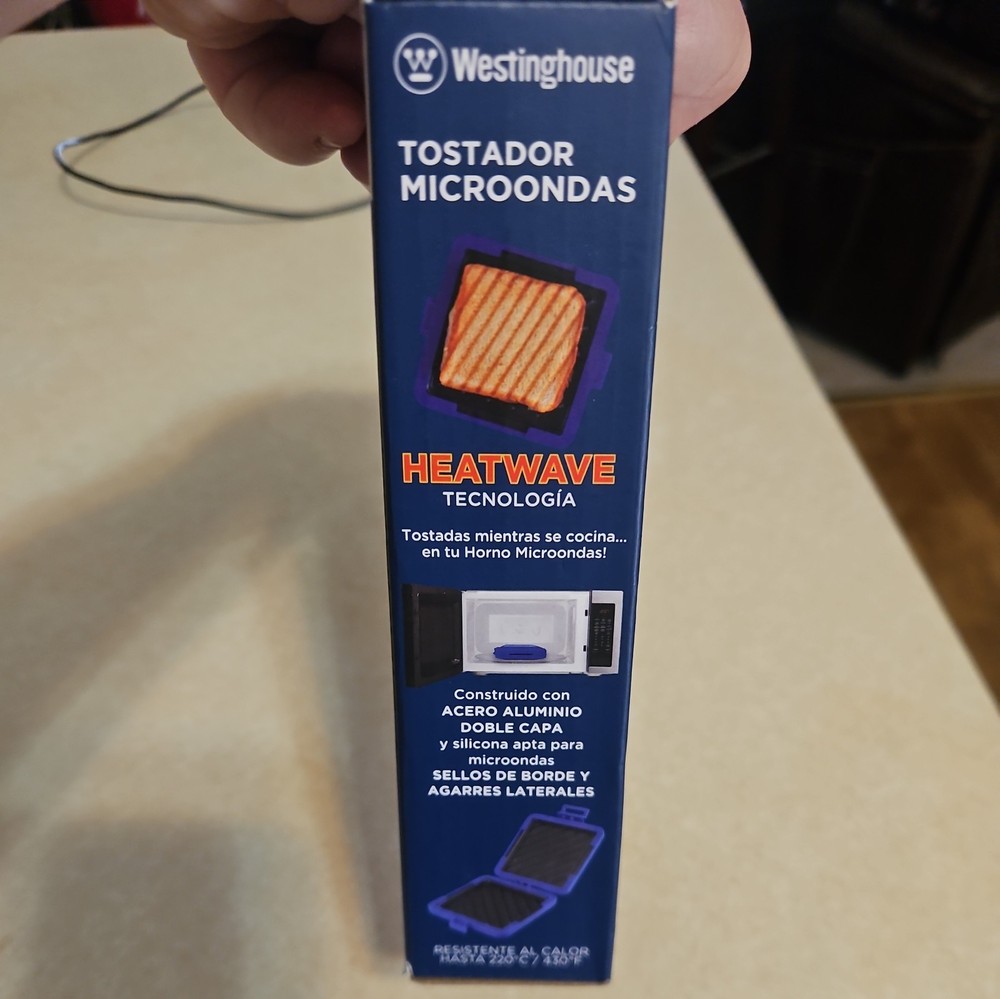 Westinghouse
TOSTADOR
MICROONDAS
HEATWAVE
TECNOLOGÍA
Tostadas mientras se cocina...
en tu Horno Microondas!
Construido con
ACERO ALUMINIO
DOBLE CAPA
y silicona apta para
microondas
SELLOS DE BORDE Y
AGARRES LATERALES
RESISTENTE AL CALOR
HASTA 220°C / 430°F